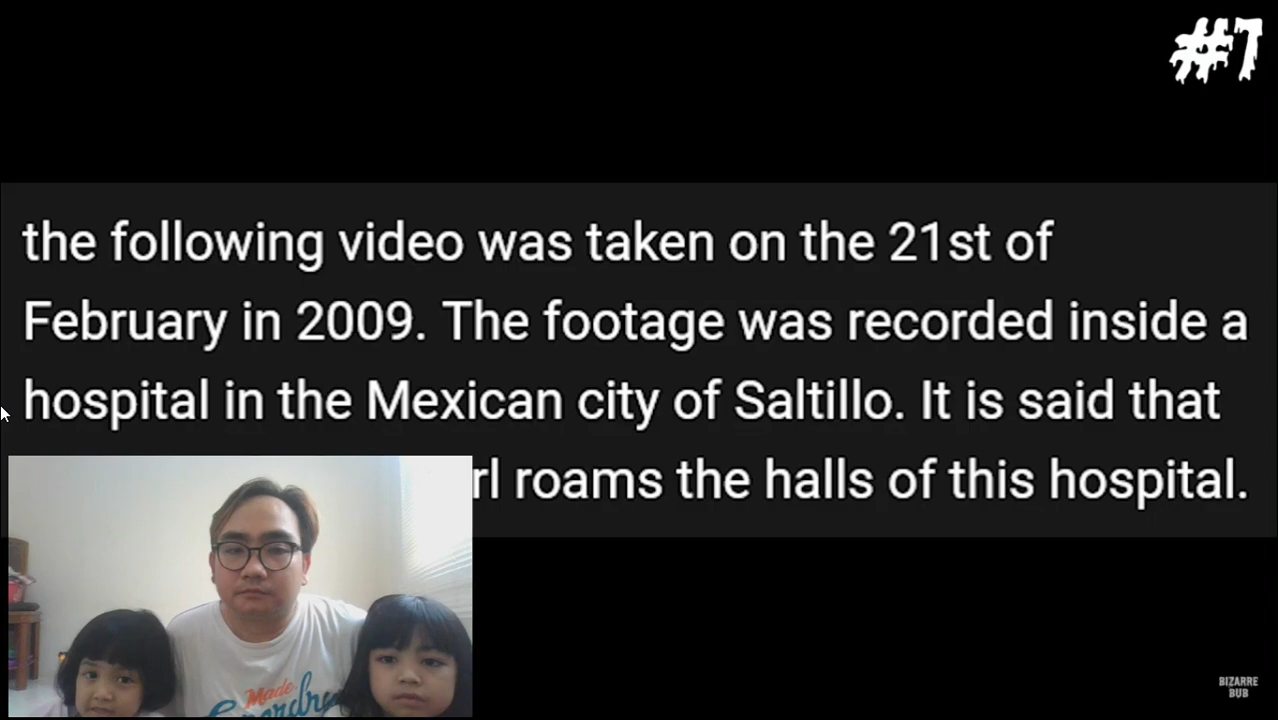 #7
the following video was taken on the 21st of
February in 2009. The footage was recorded inside a
hospital in the Mexican city of Saltillo. It is said that
roams the halls of this hospital.
Made
BIZARRE
BUB